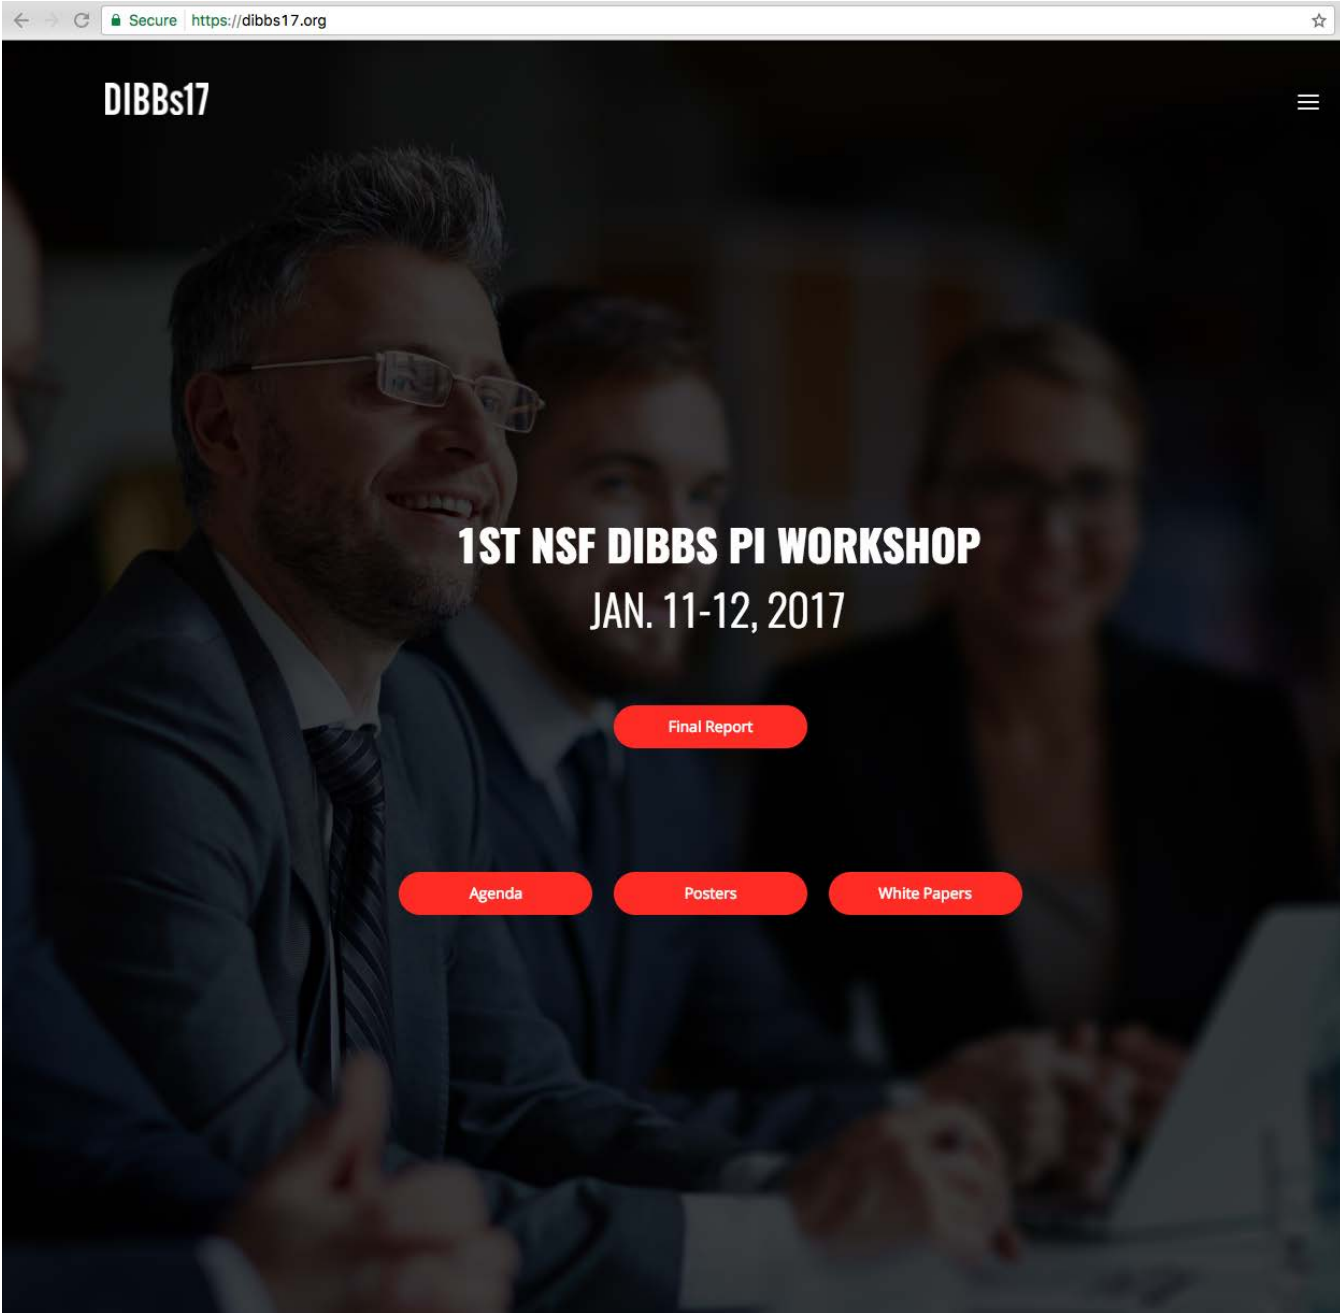 Secure https://dibbs17.org
DIBBs17
1ST NSF DIBBS PI WORKSHOP
JAN. 11-12, 2017
Final Report
Agenda Posters White Papers